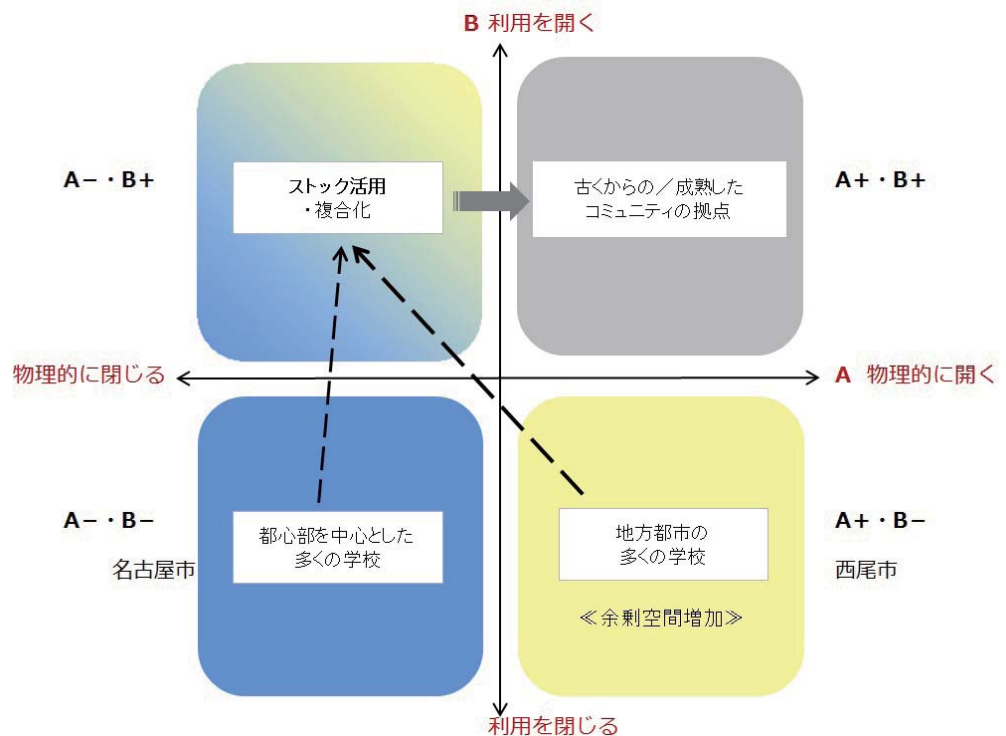 B 利用を開く
A－・B+
ストック活用
・複合化
古くからの／成熟した
コミュニティの拠点
A+・B+
物理的に閉じる
A 物理的に開く
A－・B－
名古屋市
都心部を中心とした
多くの学校
地方都市の
多くの学校
≪余剰空間増加≫
A+・B－
西尾市
利用を閉じる